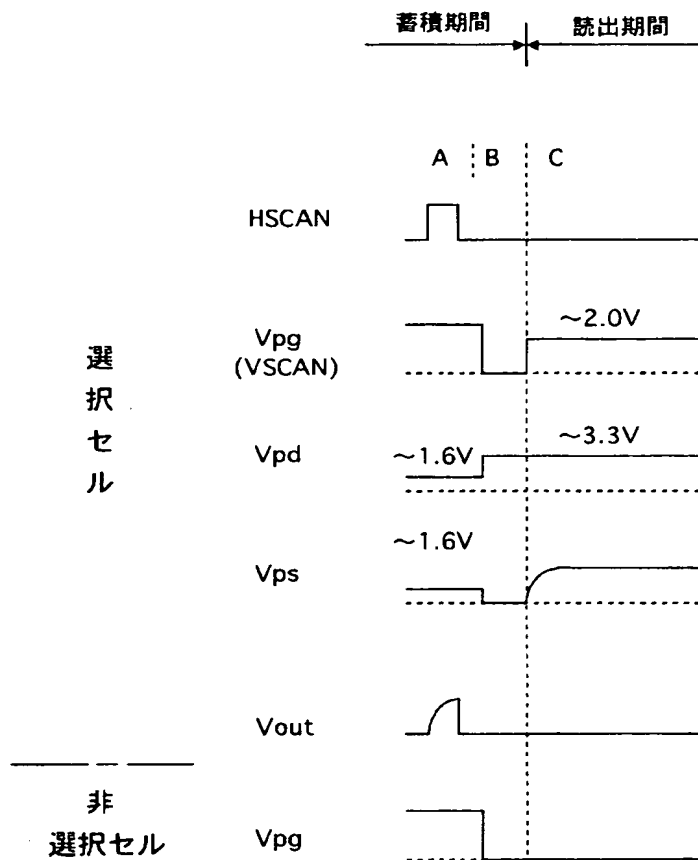 蓄積期間 読出期間
A B C
HSCAN
Vpg
(VSCAN)
~2.0V
選択セル
Vpd
~1.6V
~3.3V
~1.6V
Vps
Vout
非
選択セル
Vpg